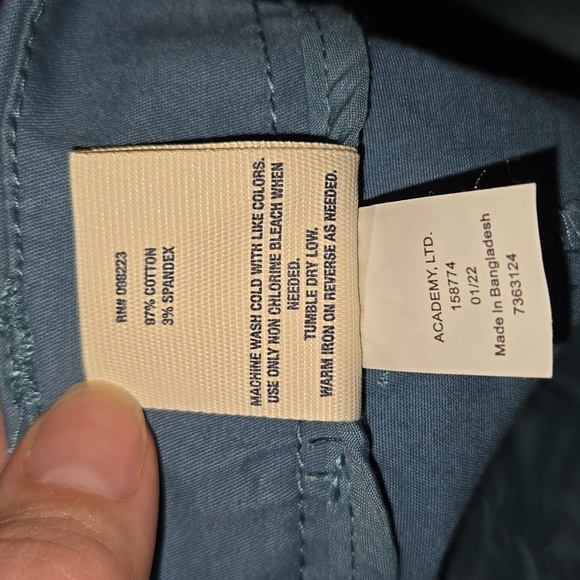 RN# 098223
97% COTTON
3% SPANDEX
MACHINE WASH COLD WITH LIKE COLORS.
USE ONLY NON CHLORINE BLEACH WHEN
NEEDED.
TUMBLE DRY LOW.
WARM IRON ON REVERSE AS NEEDED.
ACADEMY, LTD.
158774
01/22
Made In Bangladesh
7363124